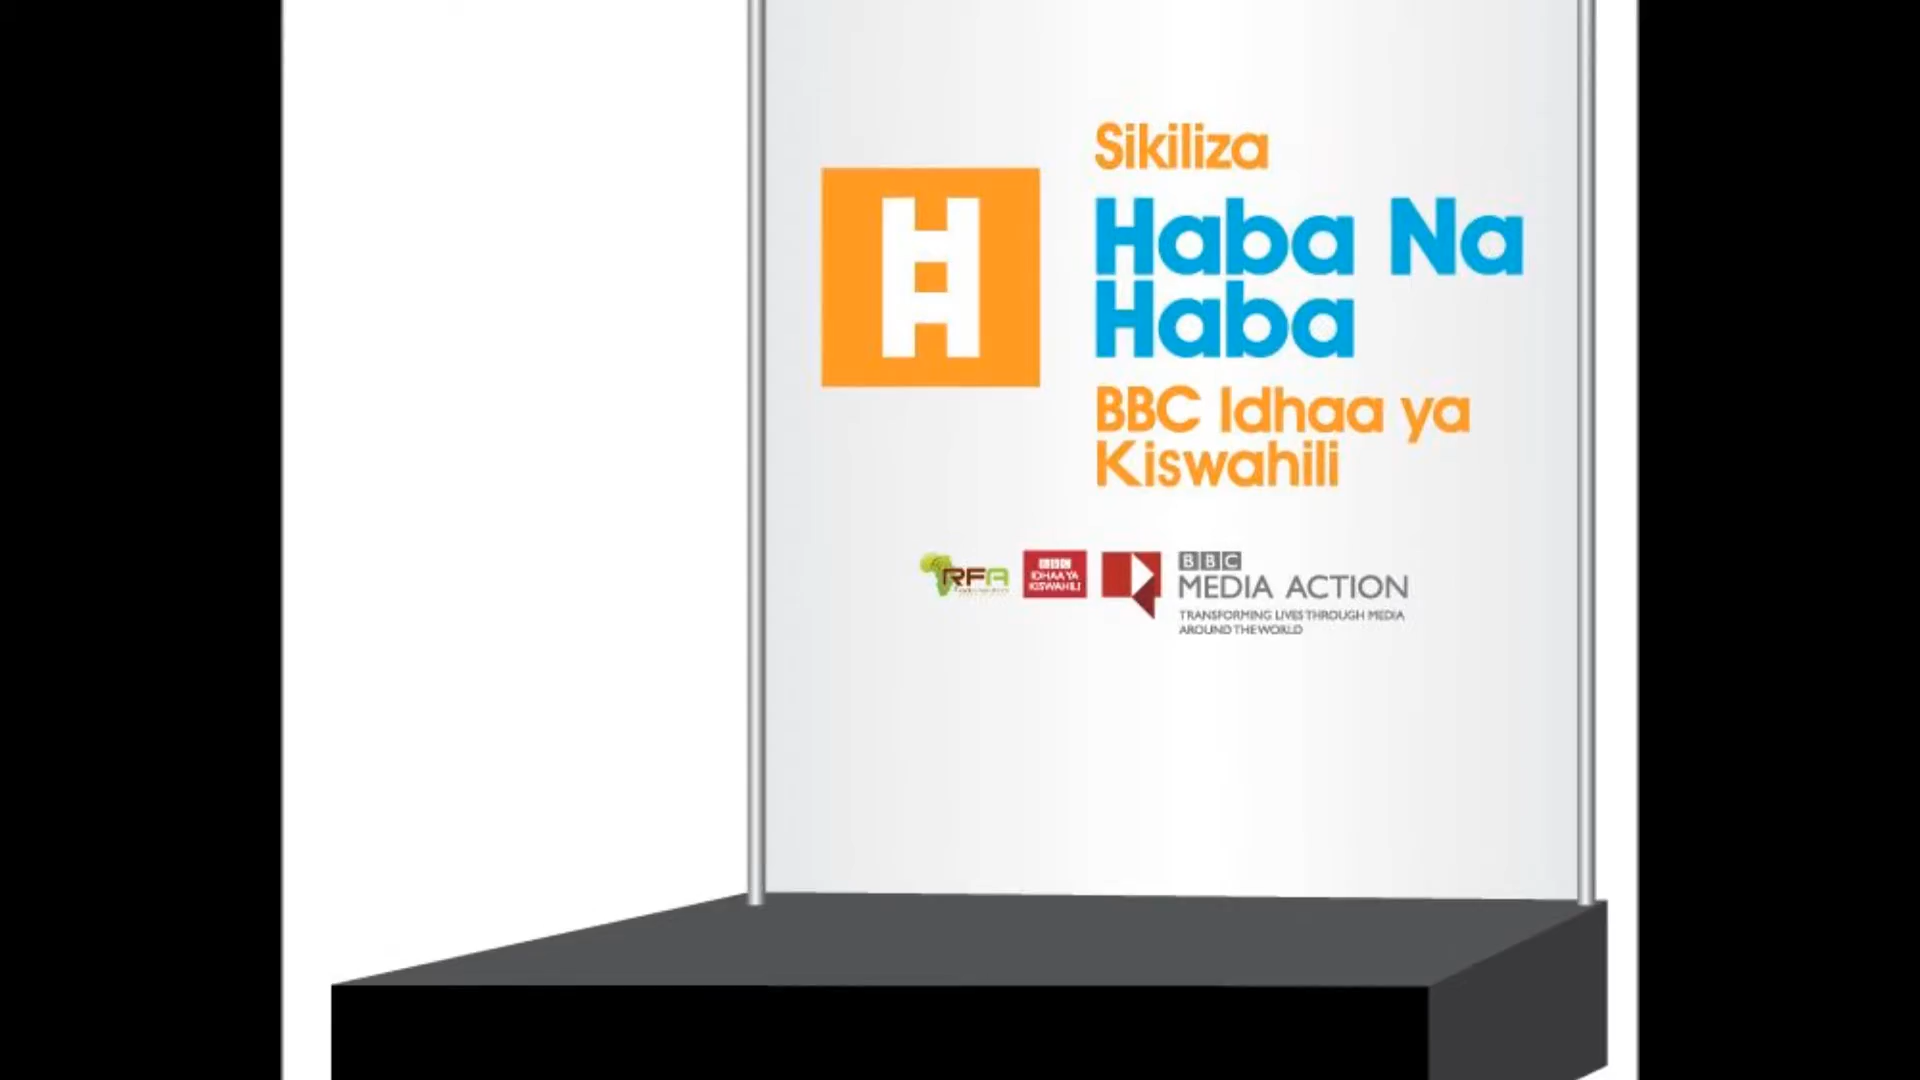 Sikiliza
Haba Na
Haba
BBC Idhaa ya
Kiswahili
RFA
BBC
IDHAA YA
KISWAHILI
BBC
MEDIA ACTION
TRANSFORMING LIVES THROUGH MEDIA
AROUND THE WORLD